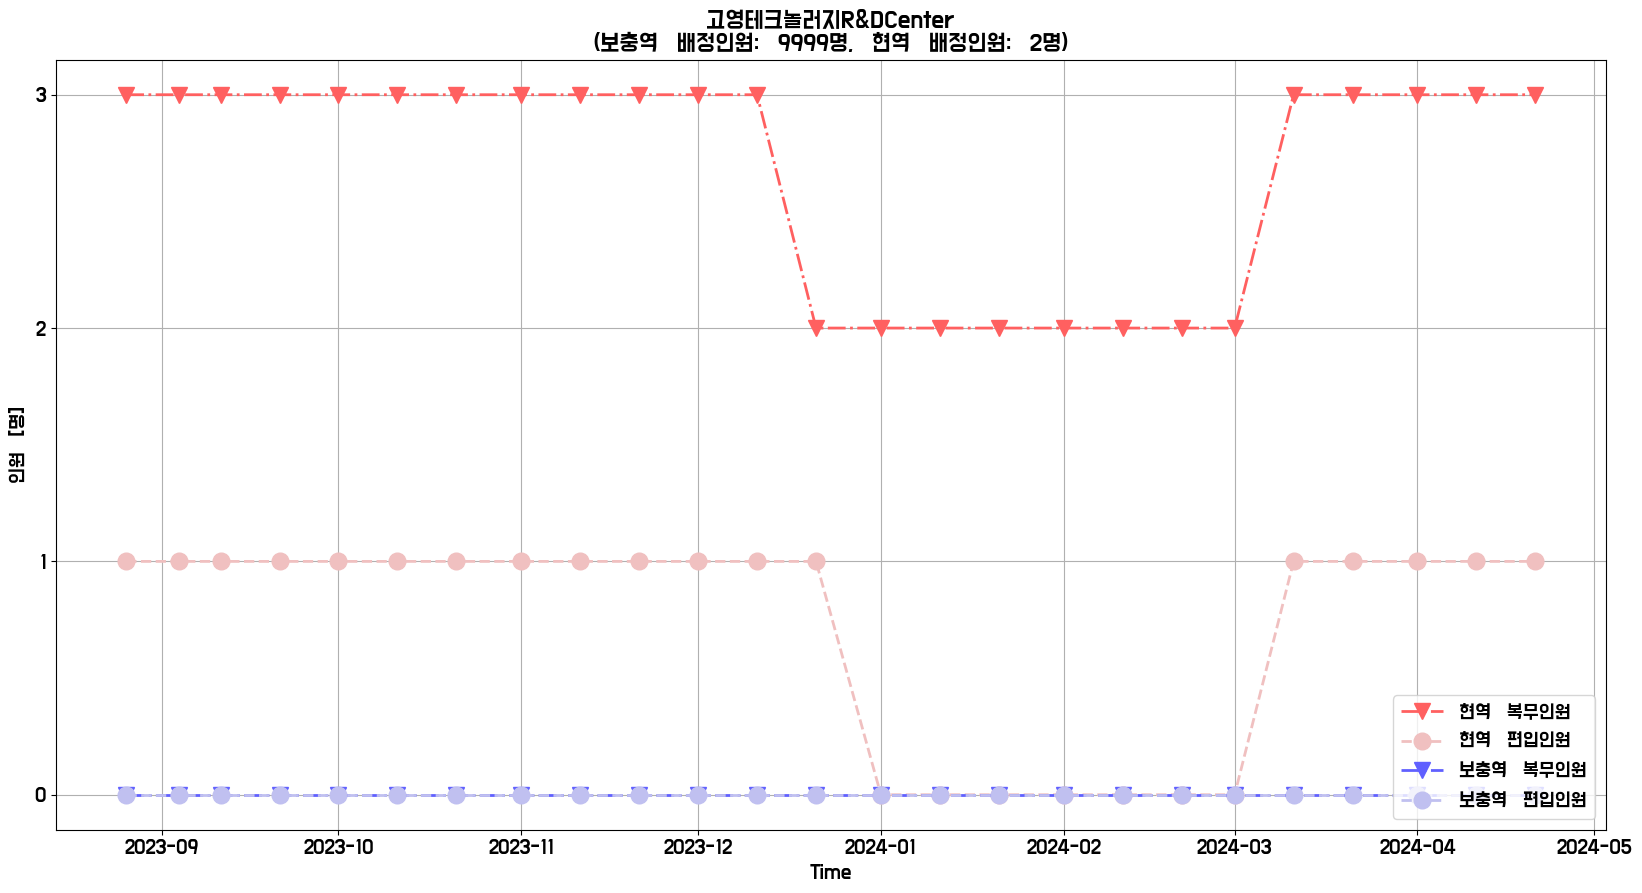 고영테크놀러지R&DCenter
(보충역 배정인원: 9999명, 현역 배정인원: 2명)
3
2
1
0
인원 [명]
2023-09 2023-10 2023-11 2023-12 2024-01 2024-02 2024-03 2024-04 2024-05
Time
현역 복무인원
현역 편입인원
보충역 복무인원
보충역 편입인원